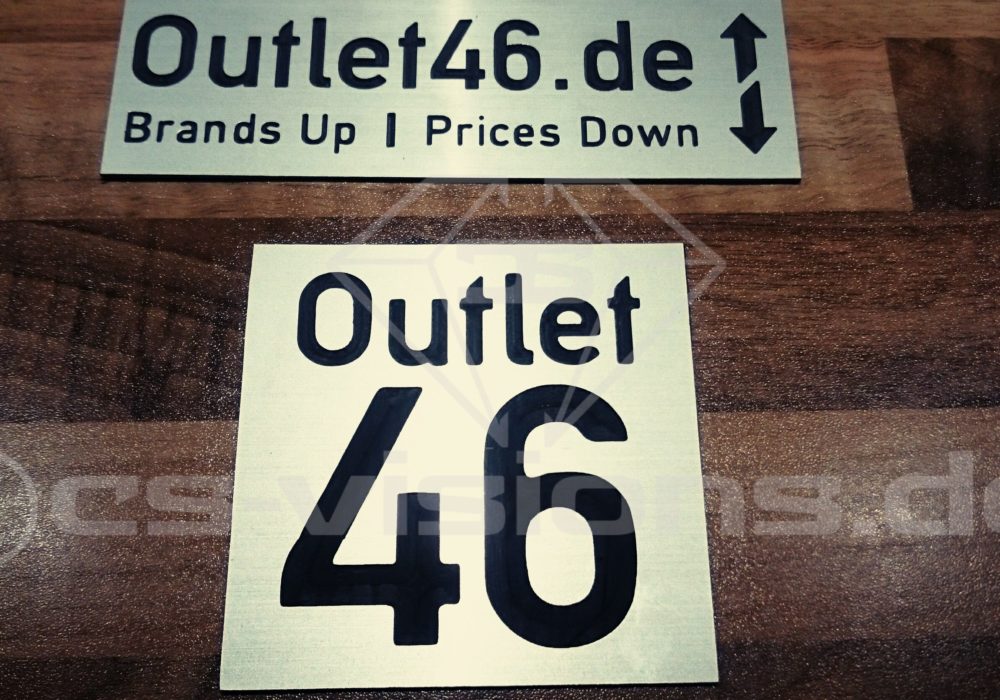 Outlet46.de
Brands Up | Prices Down
Outlet
46
cs-visions.de